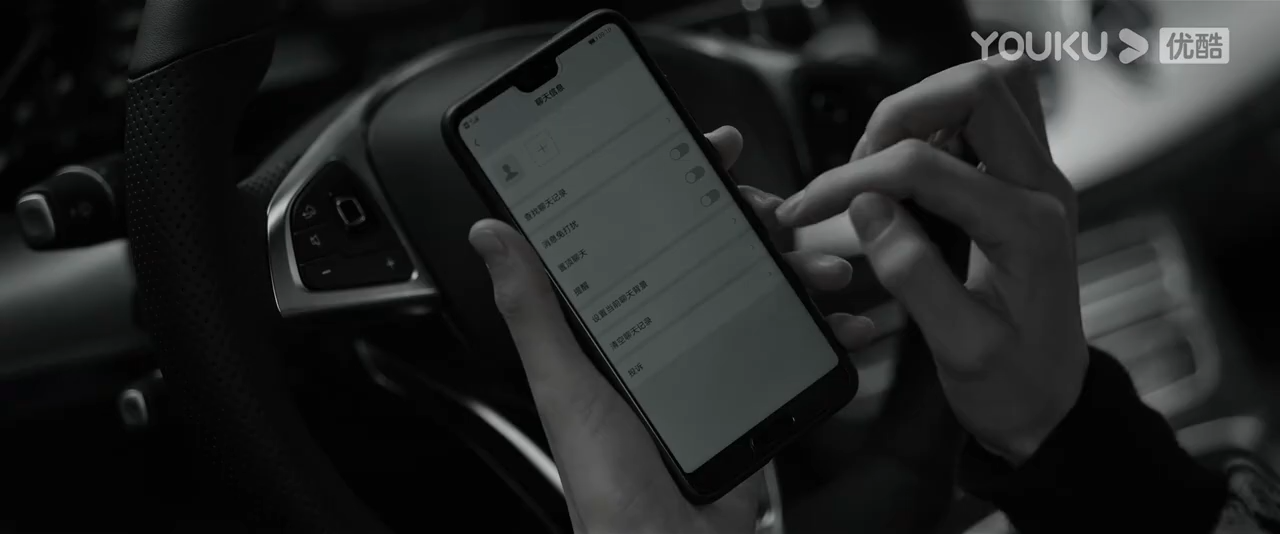 YOUKU 优酷
聊天信息
查找聊天记录
消息免打扰
置顶聊天
提醒
设置当前聊天背景
清空聊天记录
投诉